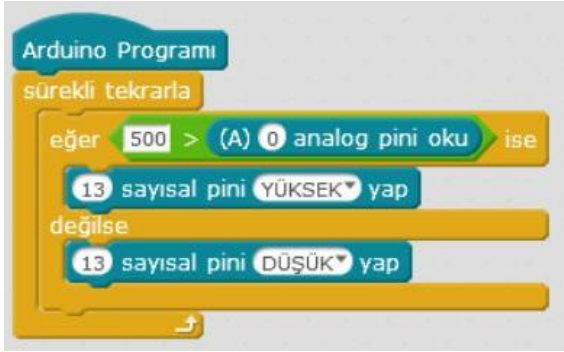 Arduino Programı
sürekli tekrarla
eğer 500 > (A) 0 analog pini oku ise
13 sayısal pini YÜKSEK yap
değilse
13 sayısal pini DÜŞÜK yap